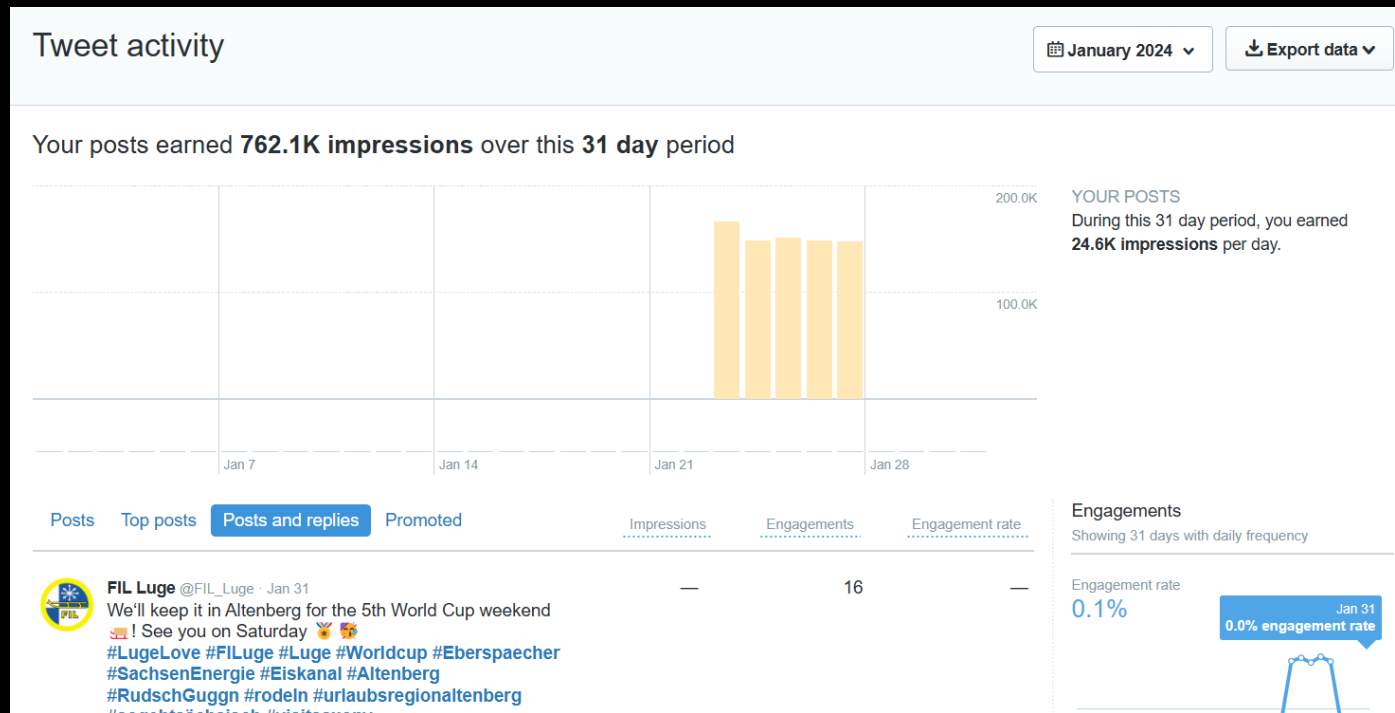 Tweet activity
January 2024
Export data
Your posts earned 762.1K impressions over this 31 day period
200.0K
100.0K
Jan 7
Jan 14
Jan 21
Jan 28
YOUR POSTS
During this 31 day period, you earned
24.6K impressions per day.
Posts
Top posts
Posts and replies
Promoted
Impressions
Engagements
Engagement rate
FIL
FIL Luge @FIL_Luge · Jan 31
We'll keep it in Altenberg for the 5th World Cup weekend
🛷! See you on Saturday 🏅 🥳
#LugeLove #FILuge #Luge #Worldcup #Eberspaecher
#SachsenEnergie #Eiskanal #Altenberg
#RudschGuggn #rodeln #urlaubsregionaltenberg
—
16
—
Engagements
Showing 31 days with daily frequency
Engagement rate
0.1%
Jan 31
0.0% engagement rate